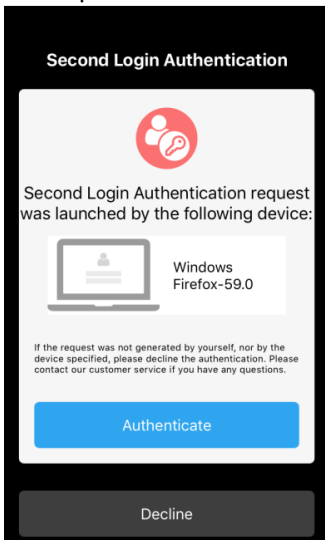 Second Login Authentication
Second Login Authentication request
was launched by the following device:
Windows
Firefox-59.0
If the request was not generated by yourself, nor by the
device specified, please decline the authentication. Please
contact our customer service if you have any questions.
Authenticate
Decline